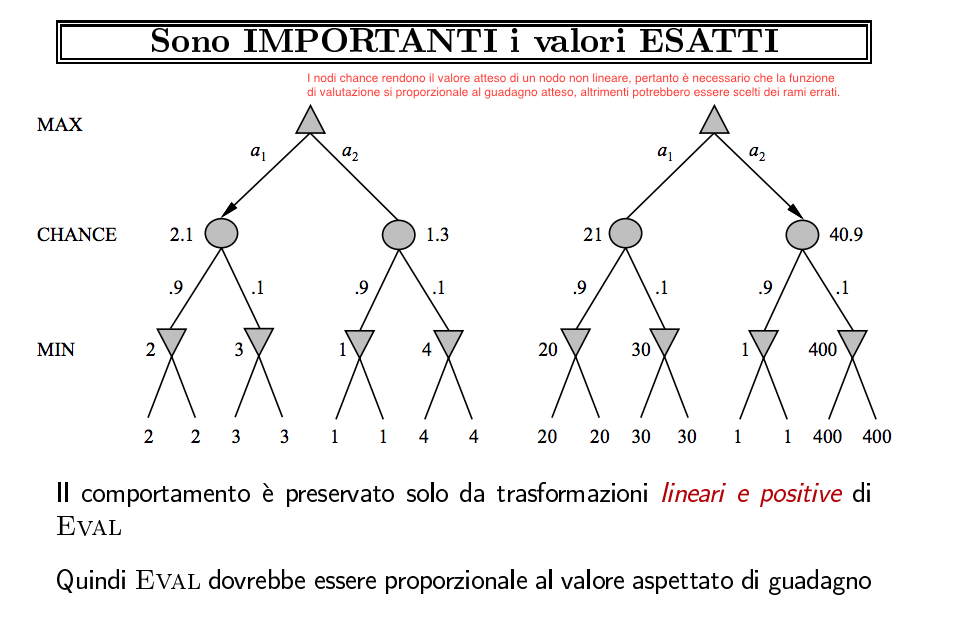 Sono IMPORTANTI i valori ESATTI
I nodi chance rendono il valore atteso di un nodo non lineare, pertanto è necessario che la funzione
di valutazione si proporzionale al guadagno atteso, altrimenti potrebbero essere scelti dei rami errati.
MAX
a1 a2 a1 a2
CHANCE 2.1 1.3 21 40.9
.9 .1 .9 .1 .9 .1 .9 .1
MIN 2 3 1 4 20 30 1 400
2 2 3 3 1 1 4 4 20 20 30 30 1 1 400 400
Il comportamento è preservato solo da trasformazioni lineari e positive di
EVAL
Quindi EVAL dovrebbe essere proporzionale al valore aspettato di guadagno